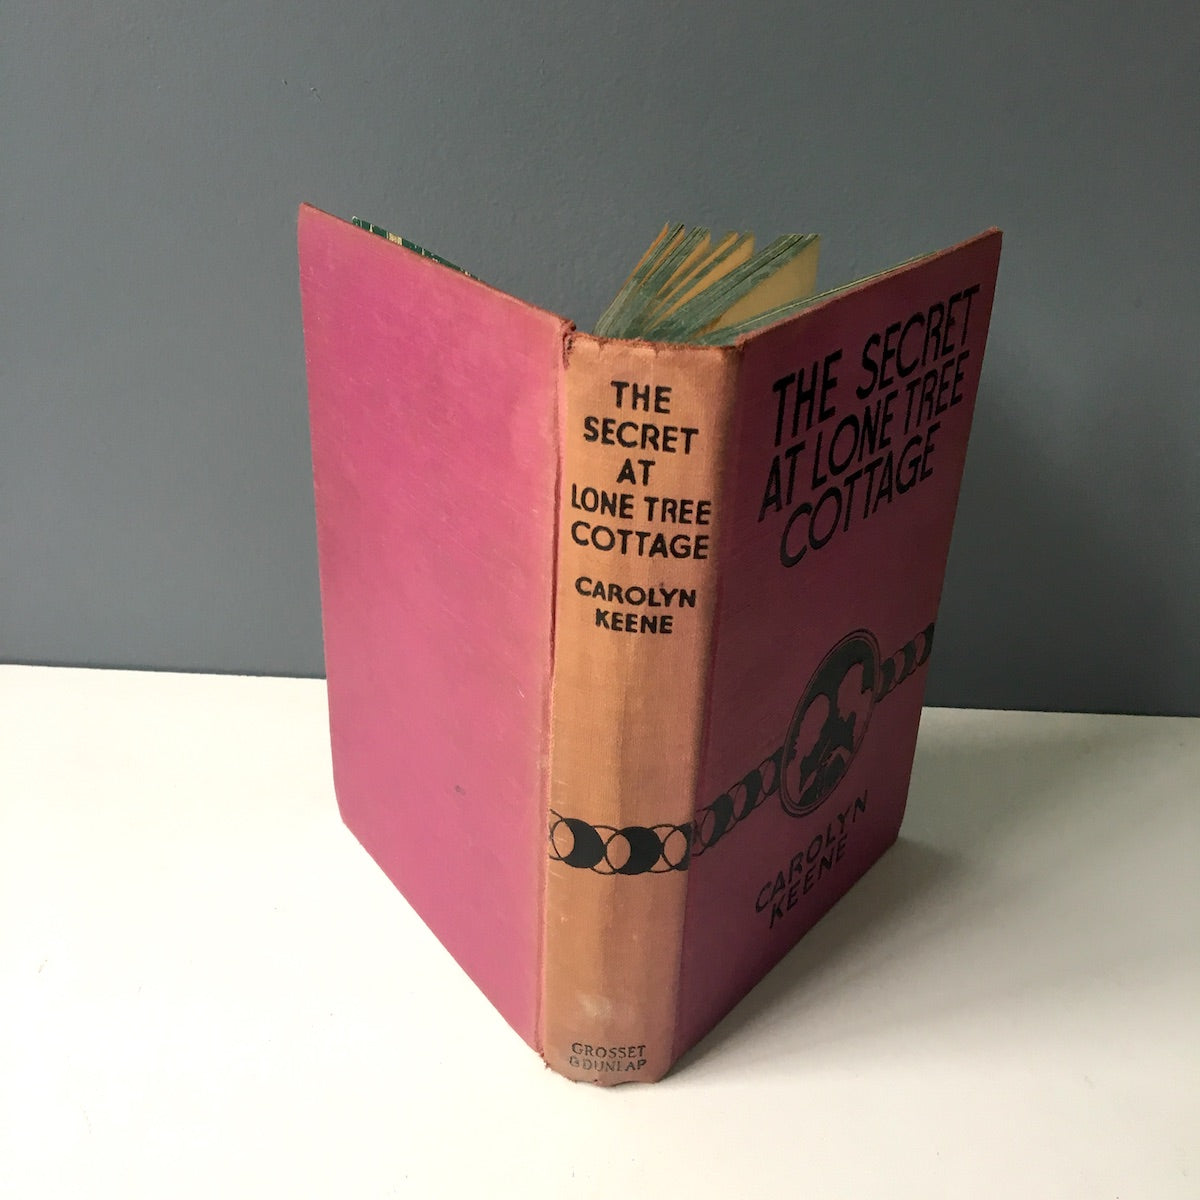 THE
SECRET
AT
LONE TREE
COTTAGE
CAROLYN
KEENE
GROSSET
& DUNLAP
THE SECRET
AT LONE TREE
COTTAGE
CAROLYN
KEENE